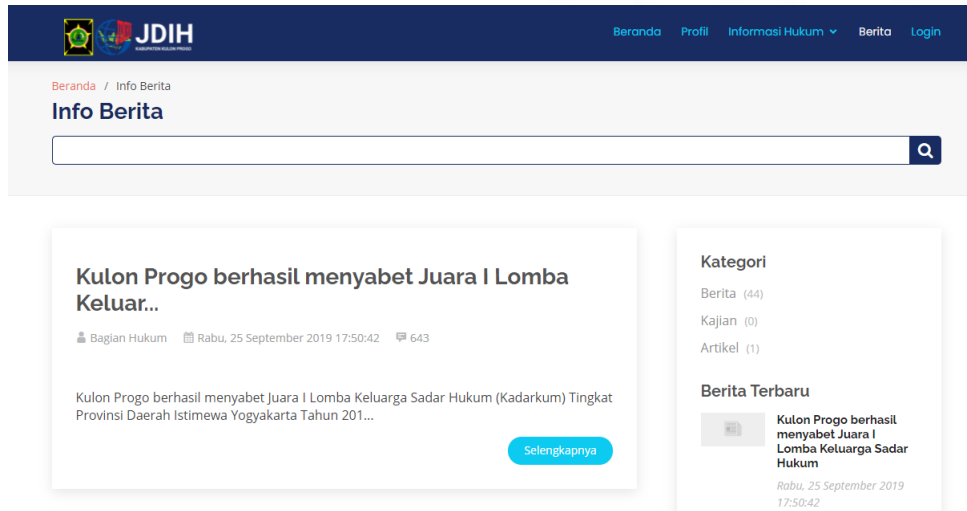 JDIH
KABUPATEN KULON PROGO
Beranda Profil Informasi Hukum Berita Login
Beranda / Info Berita
Info Berita
Kulon Progo berhasil menyabet Juara I Lomba
Keluar...
Bagian Hukum Rabu, 25 September 2019 17:50:42 643
Kulon Progo berhasil menyabet Juara I Lomba Keluarga Sadar Hukum (Kadarkum) Tingkat
Provinsi Daerah Istimewa Yogyakarta Tahun 201...
Selengkapnya
Kategori
Berita (44)
Kajian (0)
Artikel (1)
Berita Terbaru
Kulon Progo berhasil
menyabet Juara I
Lomba Keluarga Sadar
Hukum
Rabu, 25 September 2019
17:50:42